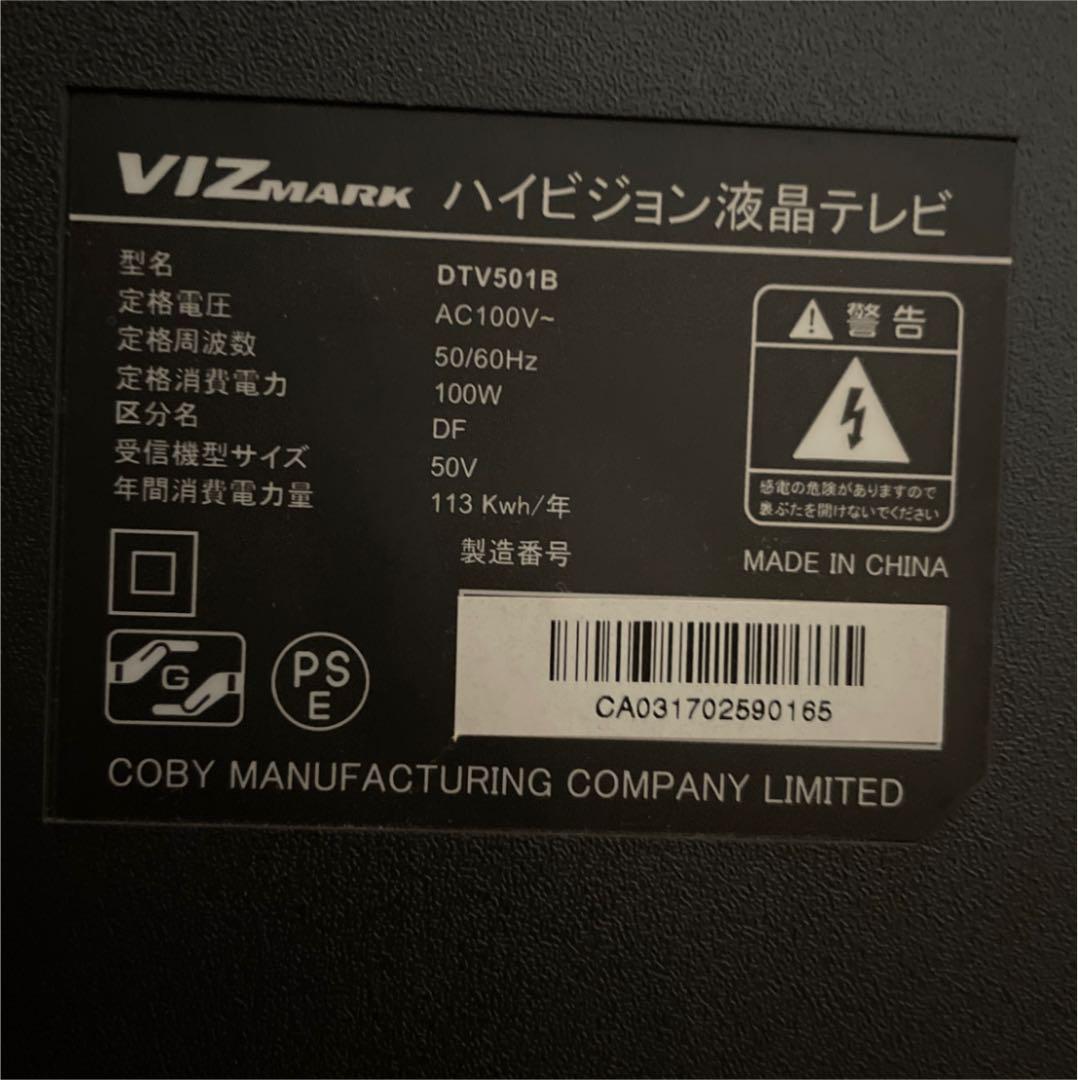 VIZMARK ハイビジョン液晶テレビ
型名 DTV501B
定格電圧 AC100V~
定格周波数 50/60Hz
定格消費電力 100W
区分名 DF
受信機型サイズ 50V
年間消費電力量 113 Kwh/年
警告
感電の危険がありますので
裏ぶたを開けないでください
製造番号
MADE IN CHINA
G
PS
E
CA031702590165
COBY MANUFACTURING COMPANY LIMITED